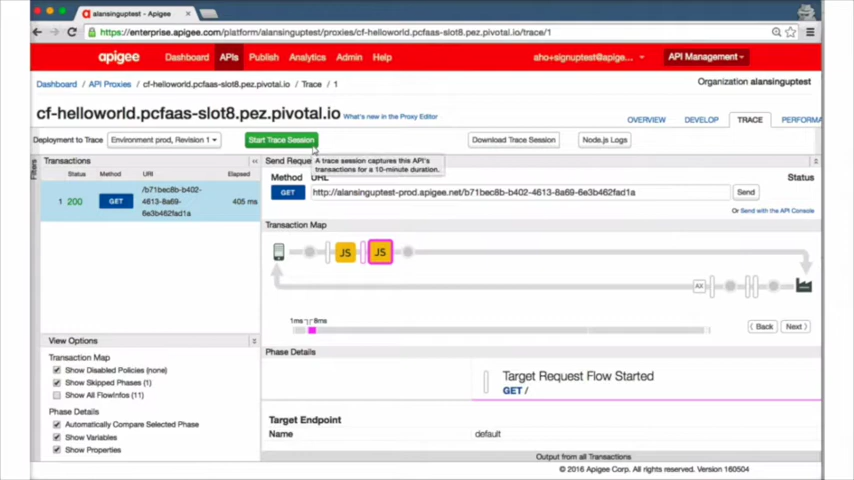 alansinguptest - Apigee
https://enterprise.apigee.com/platform/alansinguptest/proxies/cf-helloworld.pcfaas-slot8.pez.pivotal.io/trace/1
apigee
Dashboard APIs Publish Analytics Admin Help
aho+signuptest@apigee... API Management
Dashboard / API Proxies / cf-helloworld.pcfaas-slot8.pez.pivotal.io / Trace / 1
Organization alansinguptest
cf-helloworld.pcfaas-slot8.pez.pivotal.io What's new in the Proxy Editor
OVERVIEW DEVELOP TRACE PERFORMA
Deployment to Trace Environment prod, Revision 1 Start Trace Session Download Trace Session Node.js Logs
Filters
Transactions
Send Reque
A trace session captures this API's
transactions for a 10-minute duration.
Status Method URI Elapsed
Method URL Status
1 200 GET /b71bec8b-b402-
4613-8a69-
6e3b462fad1a
405 ms
GET http://alansinguptest-prod.apigee.net/b71bec8b-b402-4613-8a69-6e3b462fad1a Send
Or Send with the API Console
Transaction Map
JS JS
AX
1ms 8ms
Back Next
View Options
Transaction Map
Show Disabled Policies (none)
Show Skipped Phases (1)
Show All FlowInfos (11)
Phase Details
Automatically Compare Selected Phase
Show Variables
Show Properties
Phase Details
Target Request Flow Started
GET /
Target Endpoint
Name default
Output from all Transactions
© 2016 Apigee Corp. All rights reserved. Version 160504